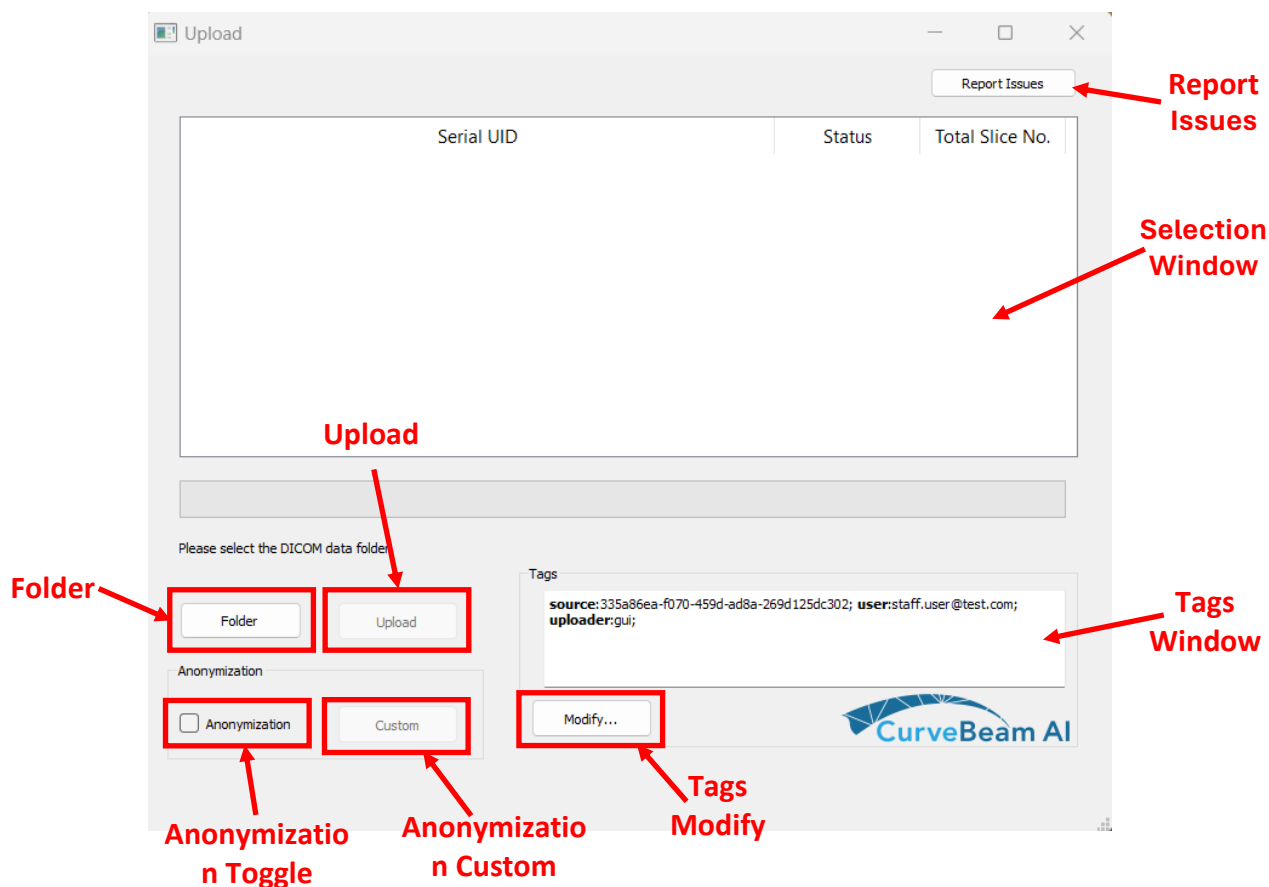 Upload
Report Issues
Report
Issues
Serial UID
Status
Total Slice No.
Selection
Window
Upload
Please select the DICOM data folder
Folder
Folder
Upload
Tags
source:335a86ea-f070-459d-ad8a-269d125dc302; user:staff.user@test.com;
uploader:gui;
Tags
Window
Anonymization
Anonymization
Custom
Modify...
CurveBeam AI
Anonymizatio
n Toggle
Anonymizatio
n Custom
Tags
Modify